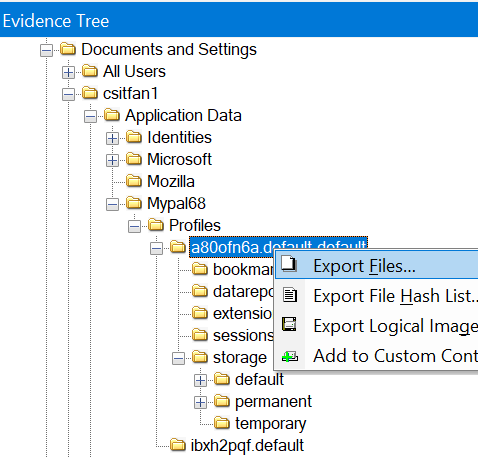 Evidence Tree
Documents and Settings
All Users
csitfan1
Application Data
Identities
Microsoft
Mozilla
Mypal68
Profiles
a80ofn6a.default.default
bookmar
Export Files...
datarepo
Export File Hash List..
extension
Export Logical Image
sessions
Add to Custom Cont
storage
default
permanent
temporary
ibxh2pqf.default